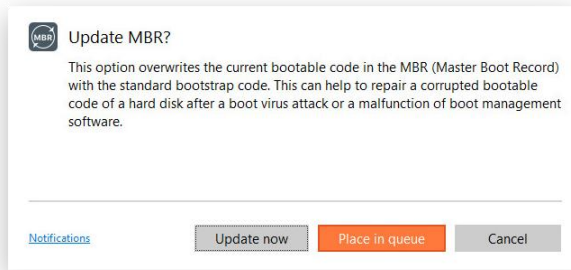 MBR
Update MBR?
This option overwrites the current bootable code in the MBR (Master Boot Record)
with the standard bootstrap code. This can help to repair a corrupted bootable
code of a hard disk after a boot virus attack or a malfunction of boot management
software.
Notifications
Update now
Place in queue
Cancel